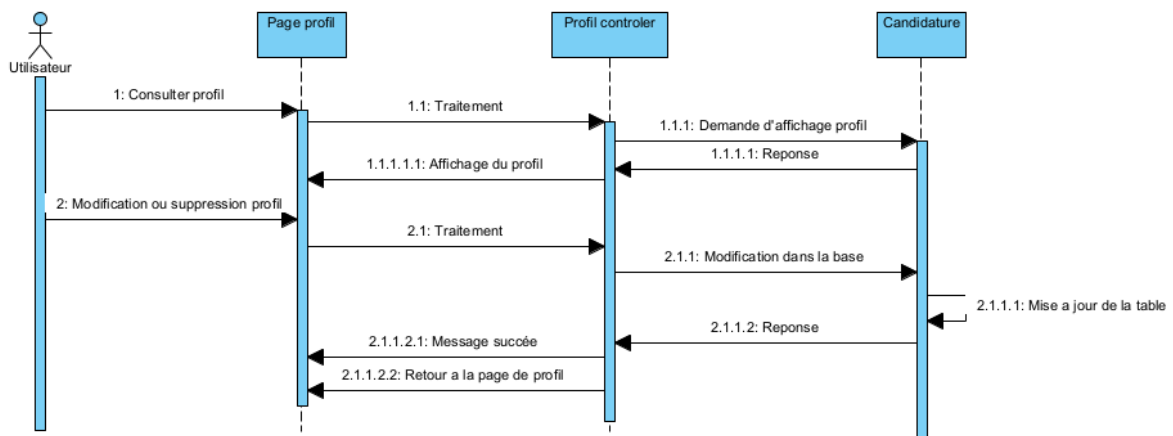 Page profil
Profil controler
Candidature
Utilisateur
1: Consulter profil
1.1: Traitement
1.1.1: Demande d'affichage profil
1.1.1.1: Reponse
1.1.1.1.1: Affichage du profil
2: Modification ou suppression profil
2.1: Traitement
2.1.1: Modification dans la base
2.1.1.1: Mise a jour de la table
2.1.1.2: Reponse
2.1.1.2.1: Message succée
2.1.1.2.2: Retour a la page de profil